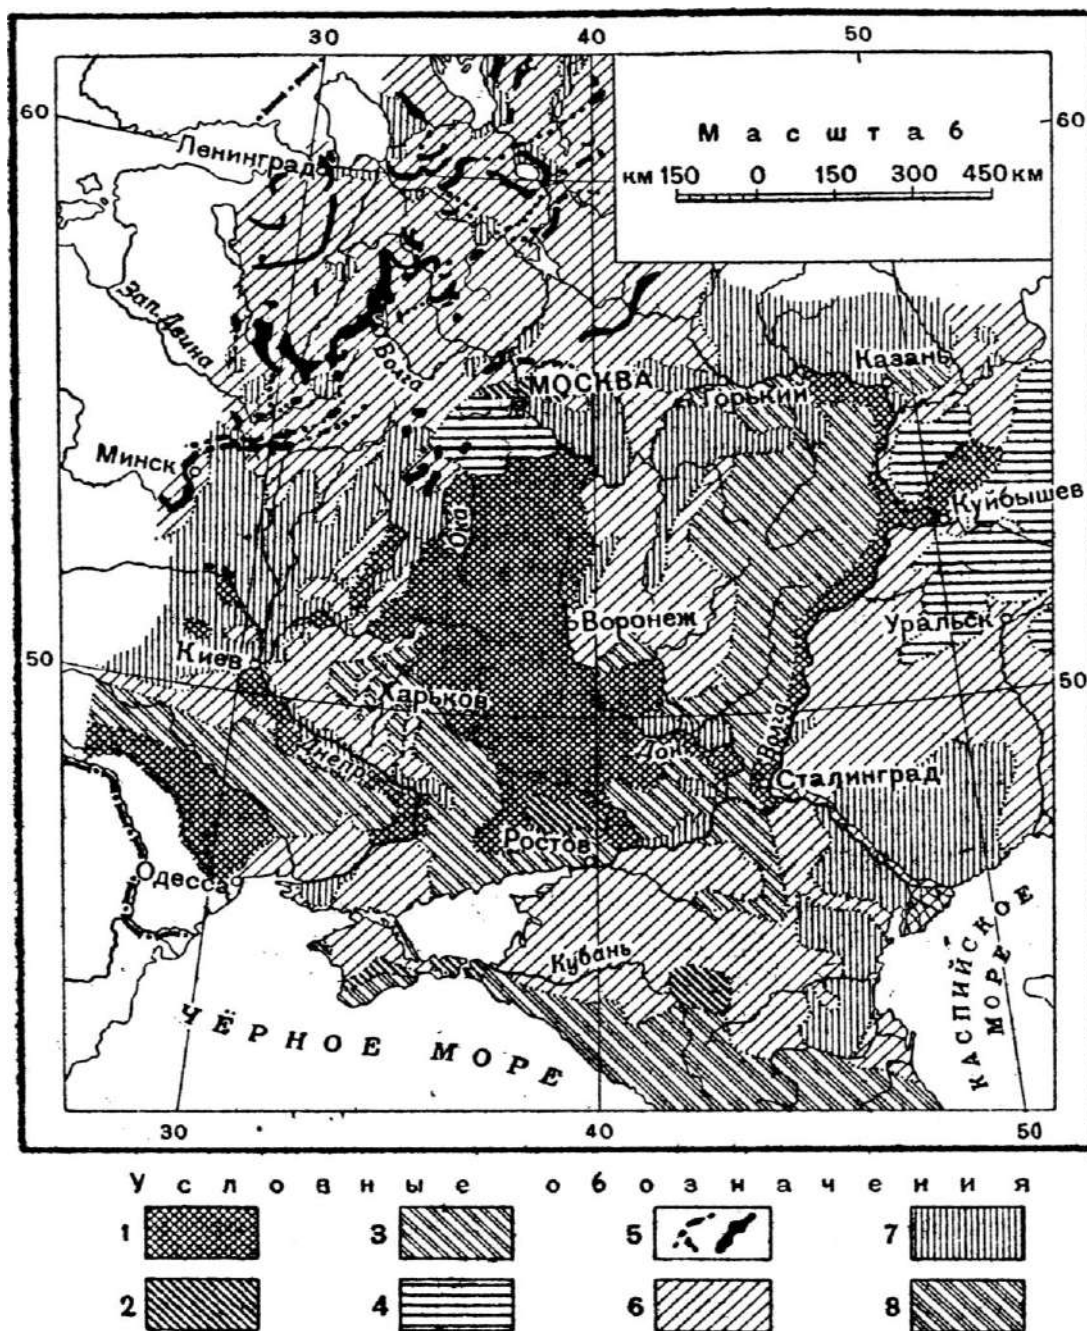 30 40 50
60 60
Масштаб
км 150 0 150 300 450 км
Ленинград
Зап. Двина
Волга
МОСКВА
Казань
Горький
Минск
Ока
Куйбышев
Воронеж
Уральск
50 50
Киев
Харьков
Днепр
Дон
Волга
Сталинград
Ростов
Одесса
Кубань
КАСПИЙСКОЕ
МОРЕ
ЧЁРНОЕ МОРЕ
30 40 50
Условные обозначения
1 3 5 7
2 4 6 8